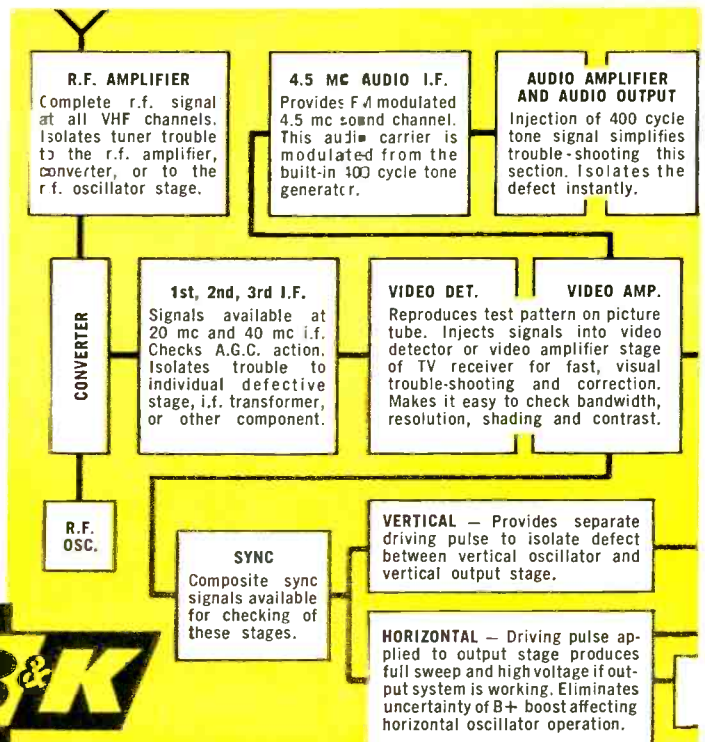 R.F. AMPLIFIER
Complete r.f. signal
at all VHF channels.
Isolates tuner trouble
to the r.f. amplifier,
converter, or to the
r.f. oscillator stage.
4.5 MC AUDIO I.F.
Provides FM modulated
4.5 mc sound channel.
This audio carrier is
modulated from the
built-in 400 cycle tone
generator.
AUDIO AMPLIFIER
AND AUDIO OUTPUT
Injection of 400 cycle
tone signal simplifies
trouble-shooting this
section. Isolates the
defect instantly.
CONVERTER
1st, 2nd, 3rd I.F.
Signals available at
20 mc and 40 mc i.f.
Checks A.G.C. action.
Isolates trouble to
individual defective
stage, i.f. transformer,
or other component.
VIDEO DET. VIDEO AMP.
Reproduces test pattern on picture
tube. Injects signals into video
detector or video amplifier stage
of TV receiver for fast, visual
trouble-shooting and correction.
Makes it easy to check bandwidth,
resolution, shading and contrast.
R.F.
OSC.
SYNC
Composite sync
signals available
for checking of
these stages.
VERTICAL — Provides separate
driving pulse to isolate defect
between vertical oscillator and
vertical output stage.
HORIZONTAL — Driving pulse ap-
plied to output stage produces
full sweep and high voltage if out-
put system is working. Eliminates
uncertainty of B+ boost affecting
horizontal oscillator operation.
B&K